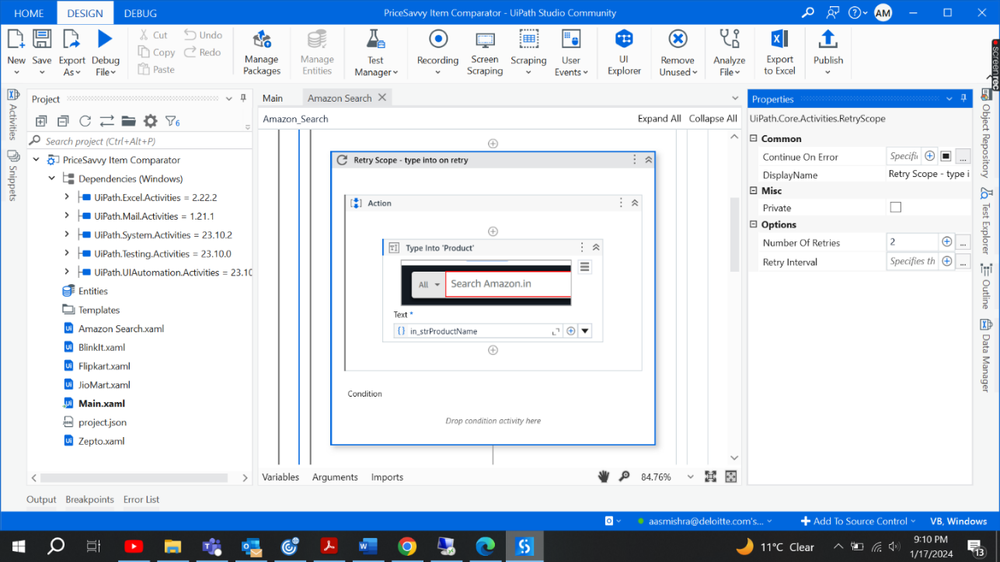 HOME DESIGN DEBUG PriceSavvy Item Comparator - UiPath Studio Community AM
Cut Undo
Copy Redo
Paste
New Save Export As Debug File Manage Packages Manage Entities Test Manager Recording Screen Scraping Scraping User Events UI Explorer Remove Unused Analyze File Export to Excel Publish
screenrec
Activities
Snippets
Project
6
Search project (Ctrl+Alt+P)
PriceSavvy Item Comparator
Dependencies (Windows)
UiPath.Excel.Activities = 2.22.2
UiPath.Mail.Activities = 1.21.1
UiPath.System.Activities = 23.10.2
UiPath.Testing.Activities = 23.10.0
UiPath.UIAutomation.Activities = 23.10
Entities
Templates
Amazon Search.xaml
BlinkIt.xaml
Flipkart.xaml
JioMart.xaml
Main.xaml
project.json
Zepto.xaml
Main Amazon Search
Amazon_Search Expand All Collapse All
Retry Scope - type into on retry
Action
Type Into 'Product'
All Search Amazon.in
Text *
in_strProductName
Condition
Drop condition activity here
Variables Arguments Imports 84.76%
Properties
UiPath.Core.Activities.RetryScope
Common
Continue On Error Specifi ...
DisplayName Retry Scope - type i
Misc
Private
Options
Number Of Retries 2 ...
Retry Interval Specifies th ...
Object Repository
Test Explorer
Outline
Data Manager
Output Breakpoints Error List
aasmishra@deloitte.com's... Add To Source Control VB, Windows
11°C Clear 9:10 PM
1/17/2024
13